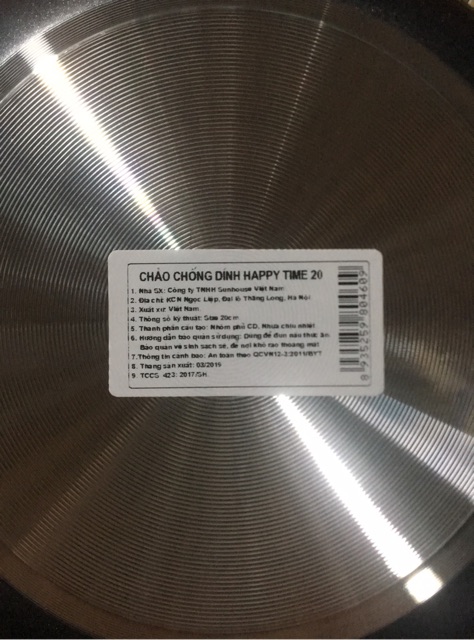 CHẢO CHỐNG DÍNH HAPPY TIME 20
1. Nhà SX: Công ty TNHH Sunhouse Việt Nam
2. Địa chỉ: KCN Ngọc Liệp, Đại lộ Thăng Long, Hà Nội
3. Xuất xứ: Việt Nam
4. Thông số kỹ thuật: Size 20cm
5. Thành phần cấu tạo: Nhôm phủ CD, Nhựa chịu nhiệt
6. Hướng dẫn bảo quản sử dụng: Dùng để đun nấu thức ăn
Bảo quản vệ sinh sạch sẽ, để nơi khô ráo thoáng mát
7. Thông tin cảnh báo: An toàn theo QCVN12-3:2011/BYT
8. Tháng sản xuất: 03/2019
9. TCCS 423: 2017/SH
8 935259 804609